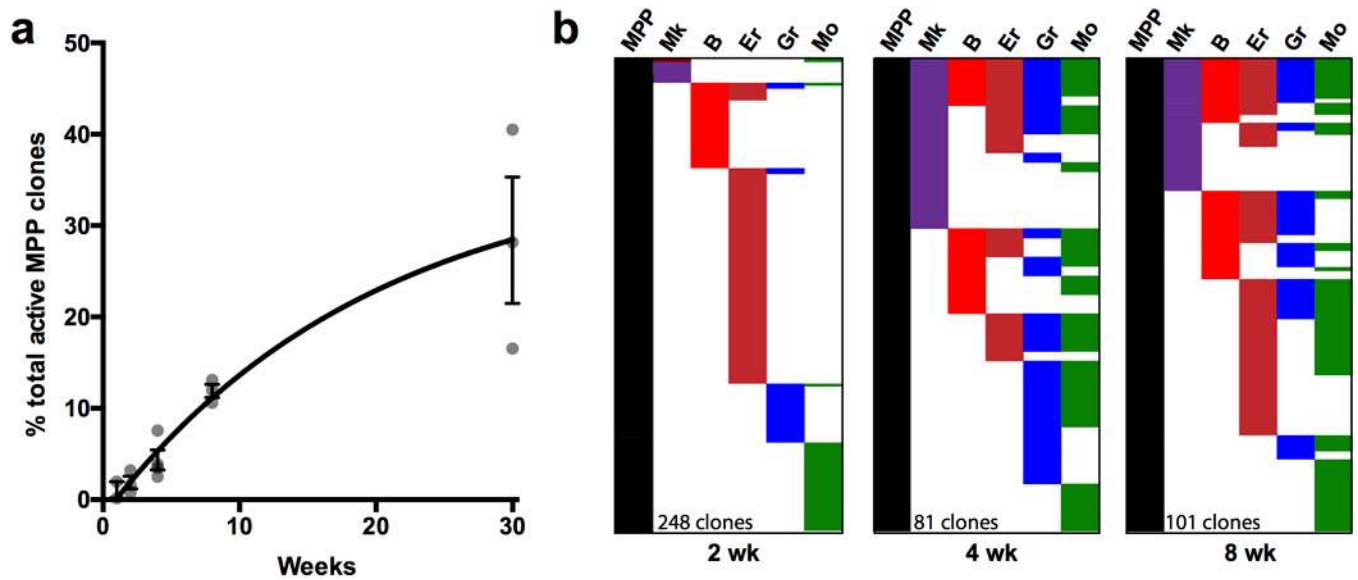 a
50
40
30
20
10
0
0 10 20 30
% total active MPP clones
Weeks
b
MPP Mk B Er Gr Mo
248 clones
2 wk
MPP Mk B Er Gr Mo
81 clones
4 wk
MPP Mk B Er Gr Mo
101 clones
8 wk